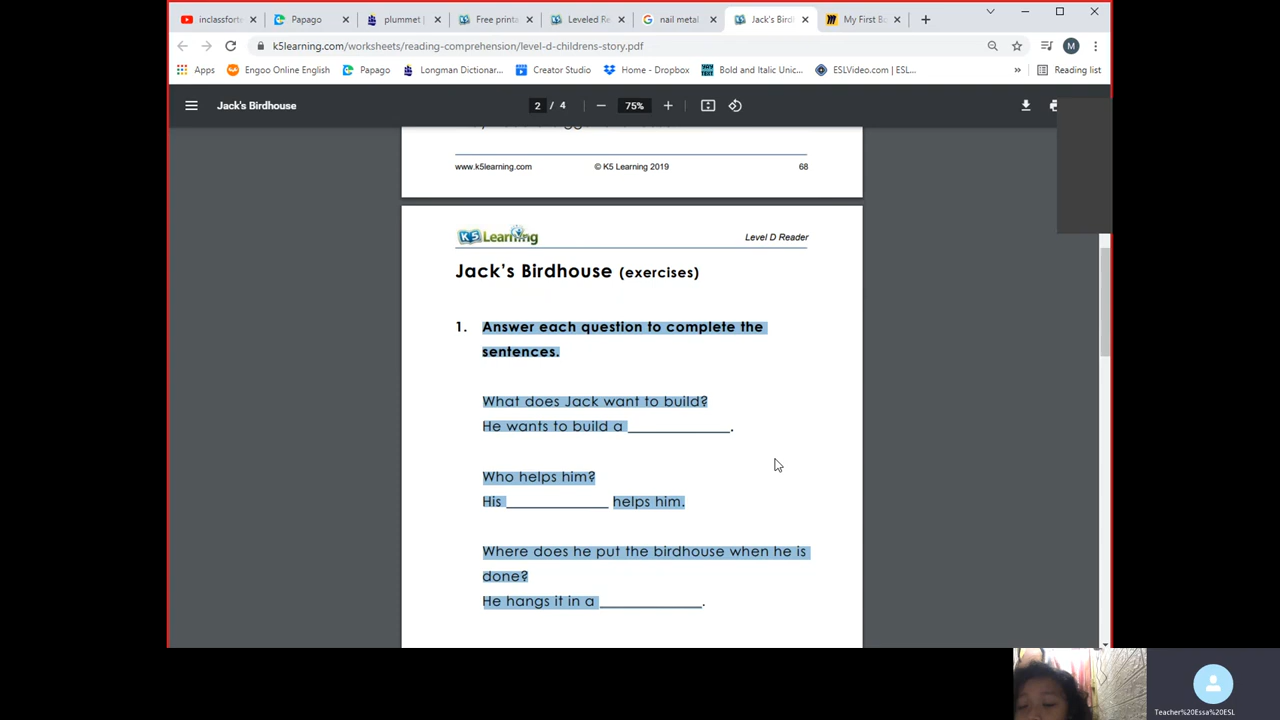 inclassfort
Papago
plummet |
Free printa
Leveled Re
nail metal
Jack's Bird
My First B
k5learning.com/worksheets/reading-comprehension/level-d-childrens-story.pdf
M
Apps
Engoo Online English
Papago
Longman Dictionar...
Creator Studio
Home - Dropbox
Bold and Italic Unic...
ESLVideo.com | ESL...
»
Reading list
Jack's Birdhouse
2 / 4
75%
www.k5learning.com
© K5 Learning 2019
68
K5 Learning
Level D Reader
Jack's Birdhouse (exercises)
1. Answer each question to complete the
sentences.
What does Jack want to build?
He wants to build a ____________.
Who helps him?
His ____________ helps him.
Where does he put the birdhouse when he is
done?
He hangs it in a ____________.
Teacher%20Essa%20ESL